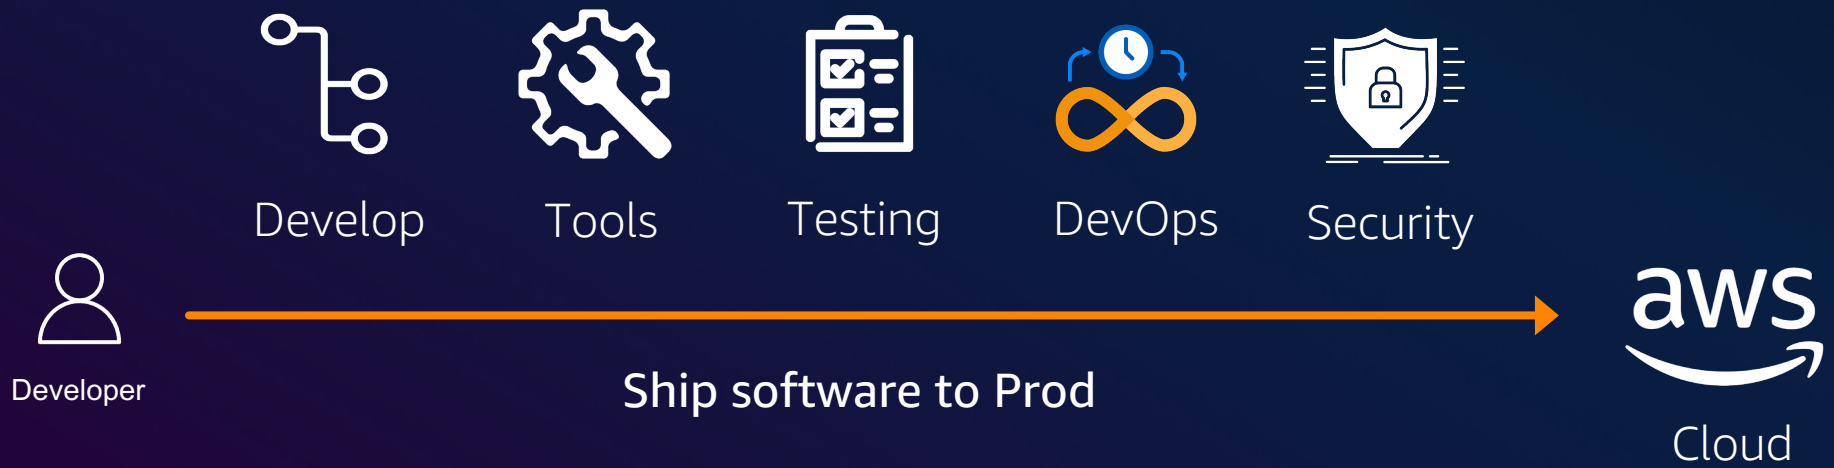 Develop
Tools
Testing
DevOps
Security
Developer
Ship software to Prod
aws
Cloud